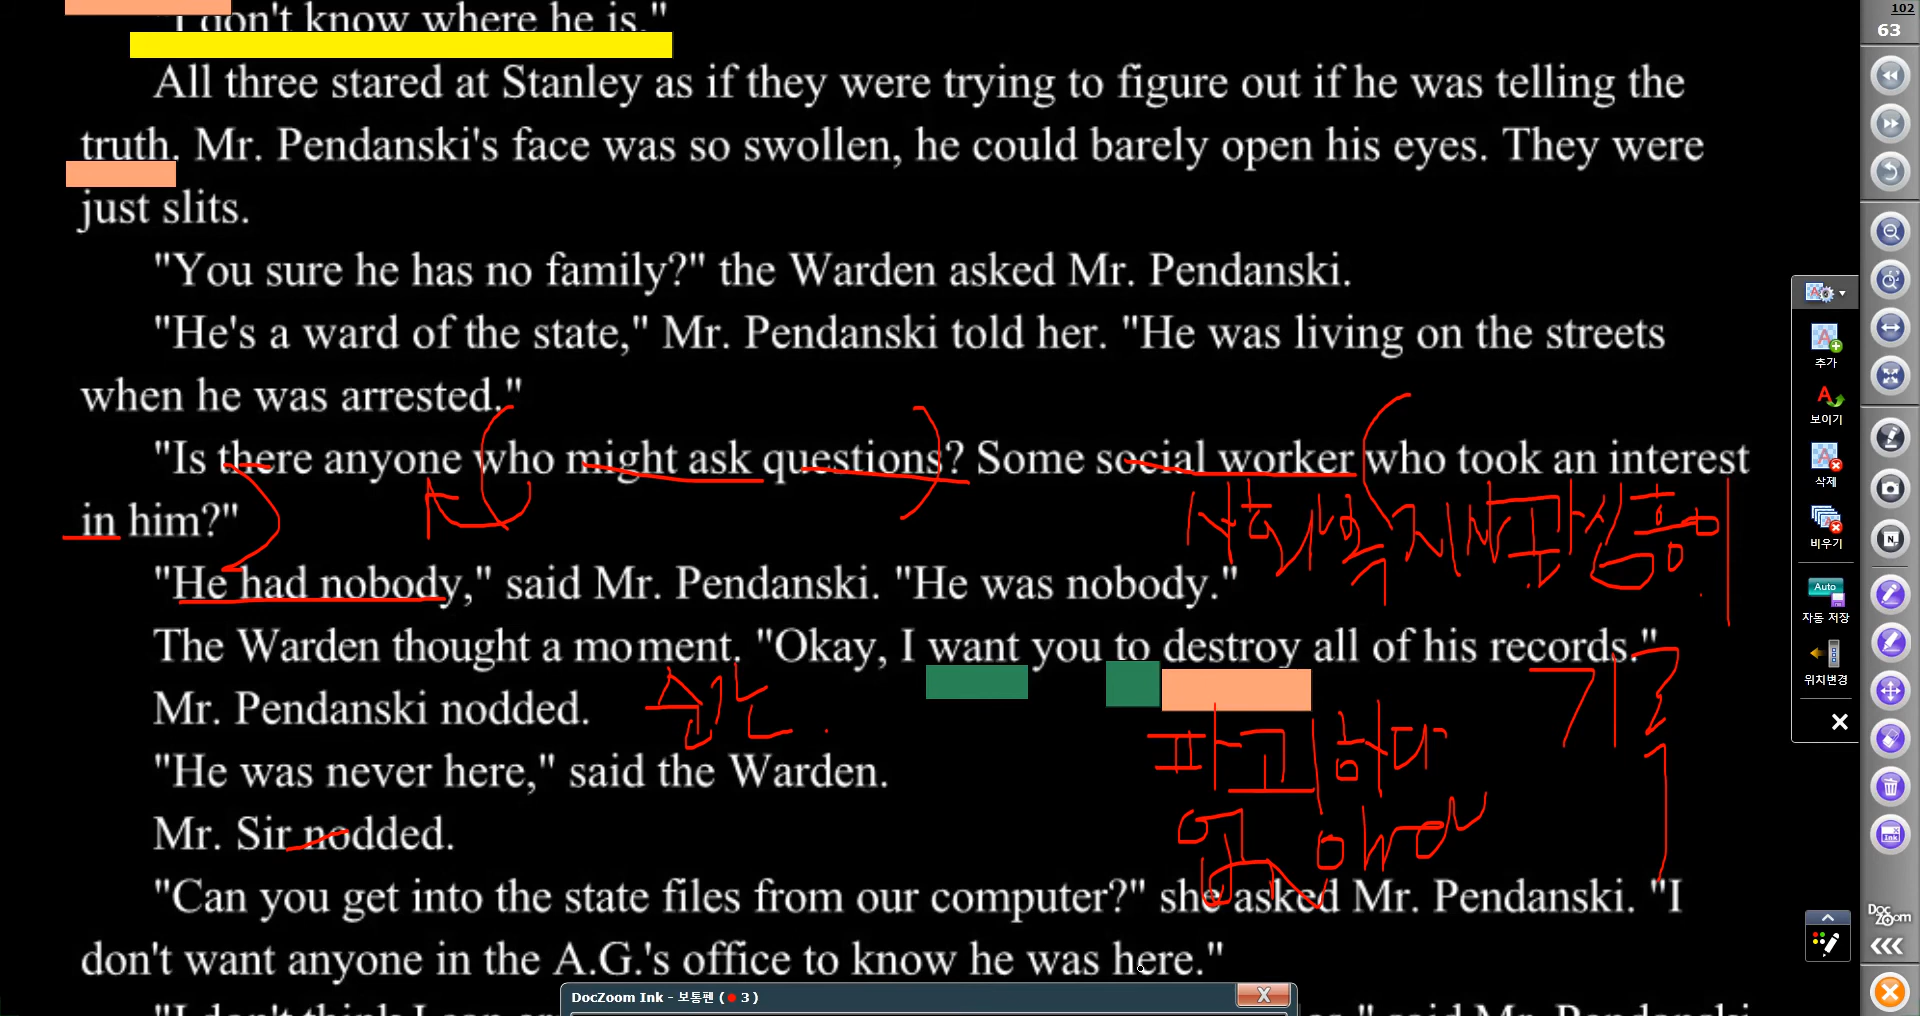 102
63
"I don't know where he is."
All three stared at Stanley as if they were trying to figure out if he was telling the
truth. Mr. Pendanski's face was so swollen, he could barely open his eyes. They were
just slits.
"You sure he has no family?" the Warden asked Mr. Pendanski.
"He's a ward of the state," Mr. Pendanski told her. "He was living on the streets
when he was arrested."
"Is there anyone who might ask questions? Some social worker who took an interest
in him?"
사회복지사 관심
"He had nobody," said Mr. Pendanski. "He was nobody."
The Warden thought a moment. "Okay, I want you to destroy all of his records."
순간
Mr. Pendanski nodded.
파괴하다
"He was never here," said the Warden.
없애다
Mr. Sir nodded.
"Can you get into the state files from our computer?" she asked Mr. Pendanski. "I
don't want anyone in the A.G.'s office to know he was here."
"I don't think I can
said Mr. Pendanski
추가
보이기
삭제
비우기
Auto
자동 저장
위치변경
Doc
Zoom
DocZoom Ink - 보통펜 ( 3 )